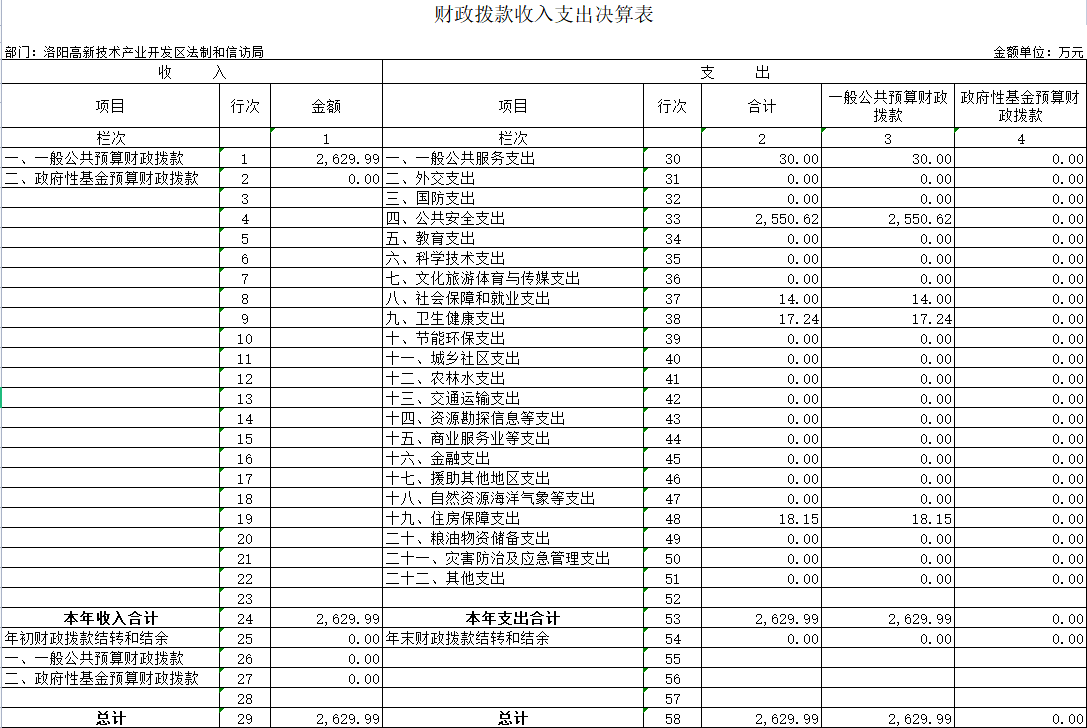 财政拨款收入支出决算表
部门：洛阳高新技术产业开发区法制和信访局 金额单位：万元
收 入 支 出
项目 行次 金额 项目 行次 合计 一般公共预算财政拨款 政府性基金预算财政拨款
栏次 1 栏次 2 3 4
一、一般公共预算财政拨款 1 2,629.99 一、一般公共服务支出 30 30.00 30.00 0.00
二、政府性基金预算财政拨款 2 0.00 二、外交支出 31 0.00 0.00 0.00
3 三、国防支出 32 0.00 0.00 0.00
4 四、公共安全支出 33 2,550.62 2,550.62 0.00
5 五、教育支出 34 0.00 0.00 0.00
6 六、科学技术支出 35 0.00 0.00 0.00
7 七、文化旅游体育与传媒支出 36 0.00 0.00 0.00
8 八、社会保障和就业支出 37 14.00 14.00 0.00
9 九、卫生健康支出 38 17.24 17.24 0.00
10 十、节能环保支出 39 0.00 0.00 0.00
11 十一、城乡社区支出 40 0.00 0.00 0.00
12 十二、农林水支出 41 0.00 0.00 0.00
13 十三、交通运输支出 42 0.00 0.00 0.00
14 十四、资源勘探信息等支出 43 0.00 0.00 0.00
15 十五、商业服务业等支出 44 0.00 0.00 0.00
16 十六、金融支出 45 0.00 0.00 0.00
17 十七、援助其他地区支出 46 0.00 0.00 0.00
18 十八、自然资源海洋气象等支出 47 0.00 0.00 0.00
19 十九、住房保障支出 48 18.15 18.15 0.00
20 二十、粮油物资储备支出 49 0.00 0.00 0.00
21 二十一、灾害防治及应急管理支出 50 0.00 0.00 0.00
22 二十二、其他支出 51 0.00 0.00 0.00
23 52
本年收入合计 24 2,629.99 本年支出合计 53 2,629.99 2,629.99 0.00
年初财政拨款结转和结余 25 0.00 年末财政拨款结转和结余 54 0.00 0.00 0.00
一、一般公共预算财政拨款 26 0.00 55
二、政府性基金预算财政拨款 27 0.00 56
28 57
总计 29 2,629.99 总计 58 2,629.99 2,629.99 0.00